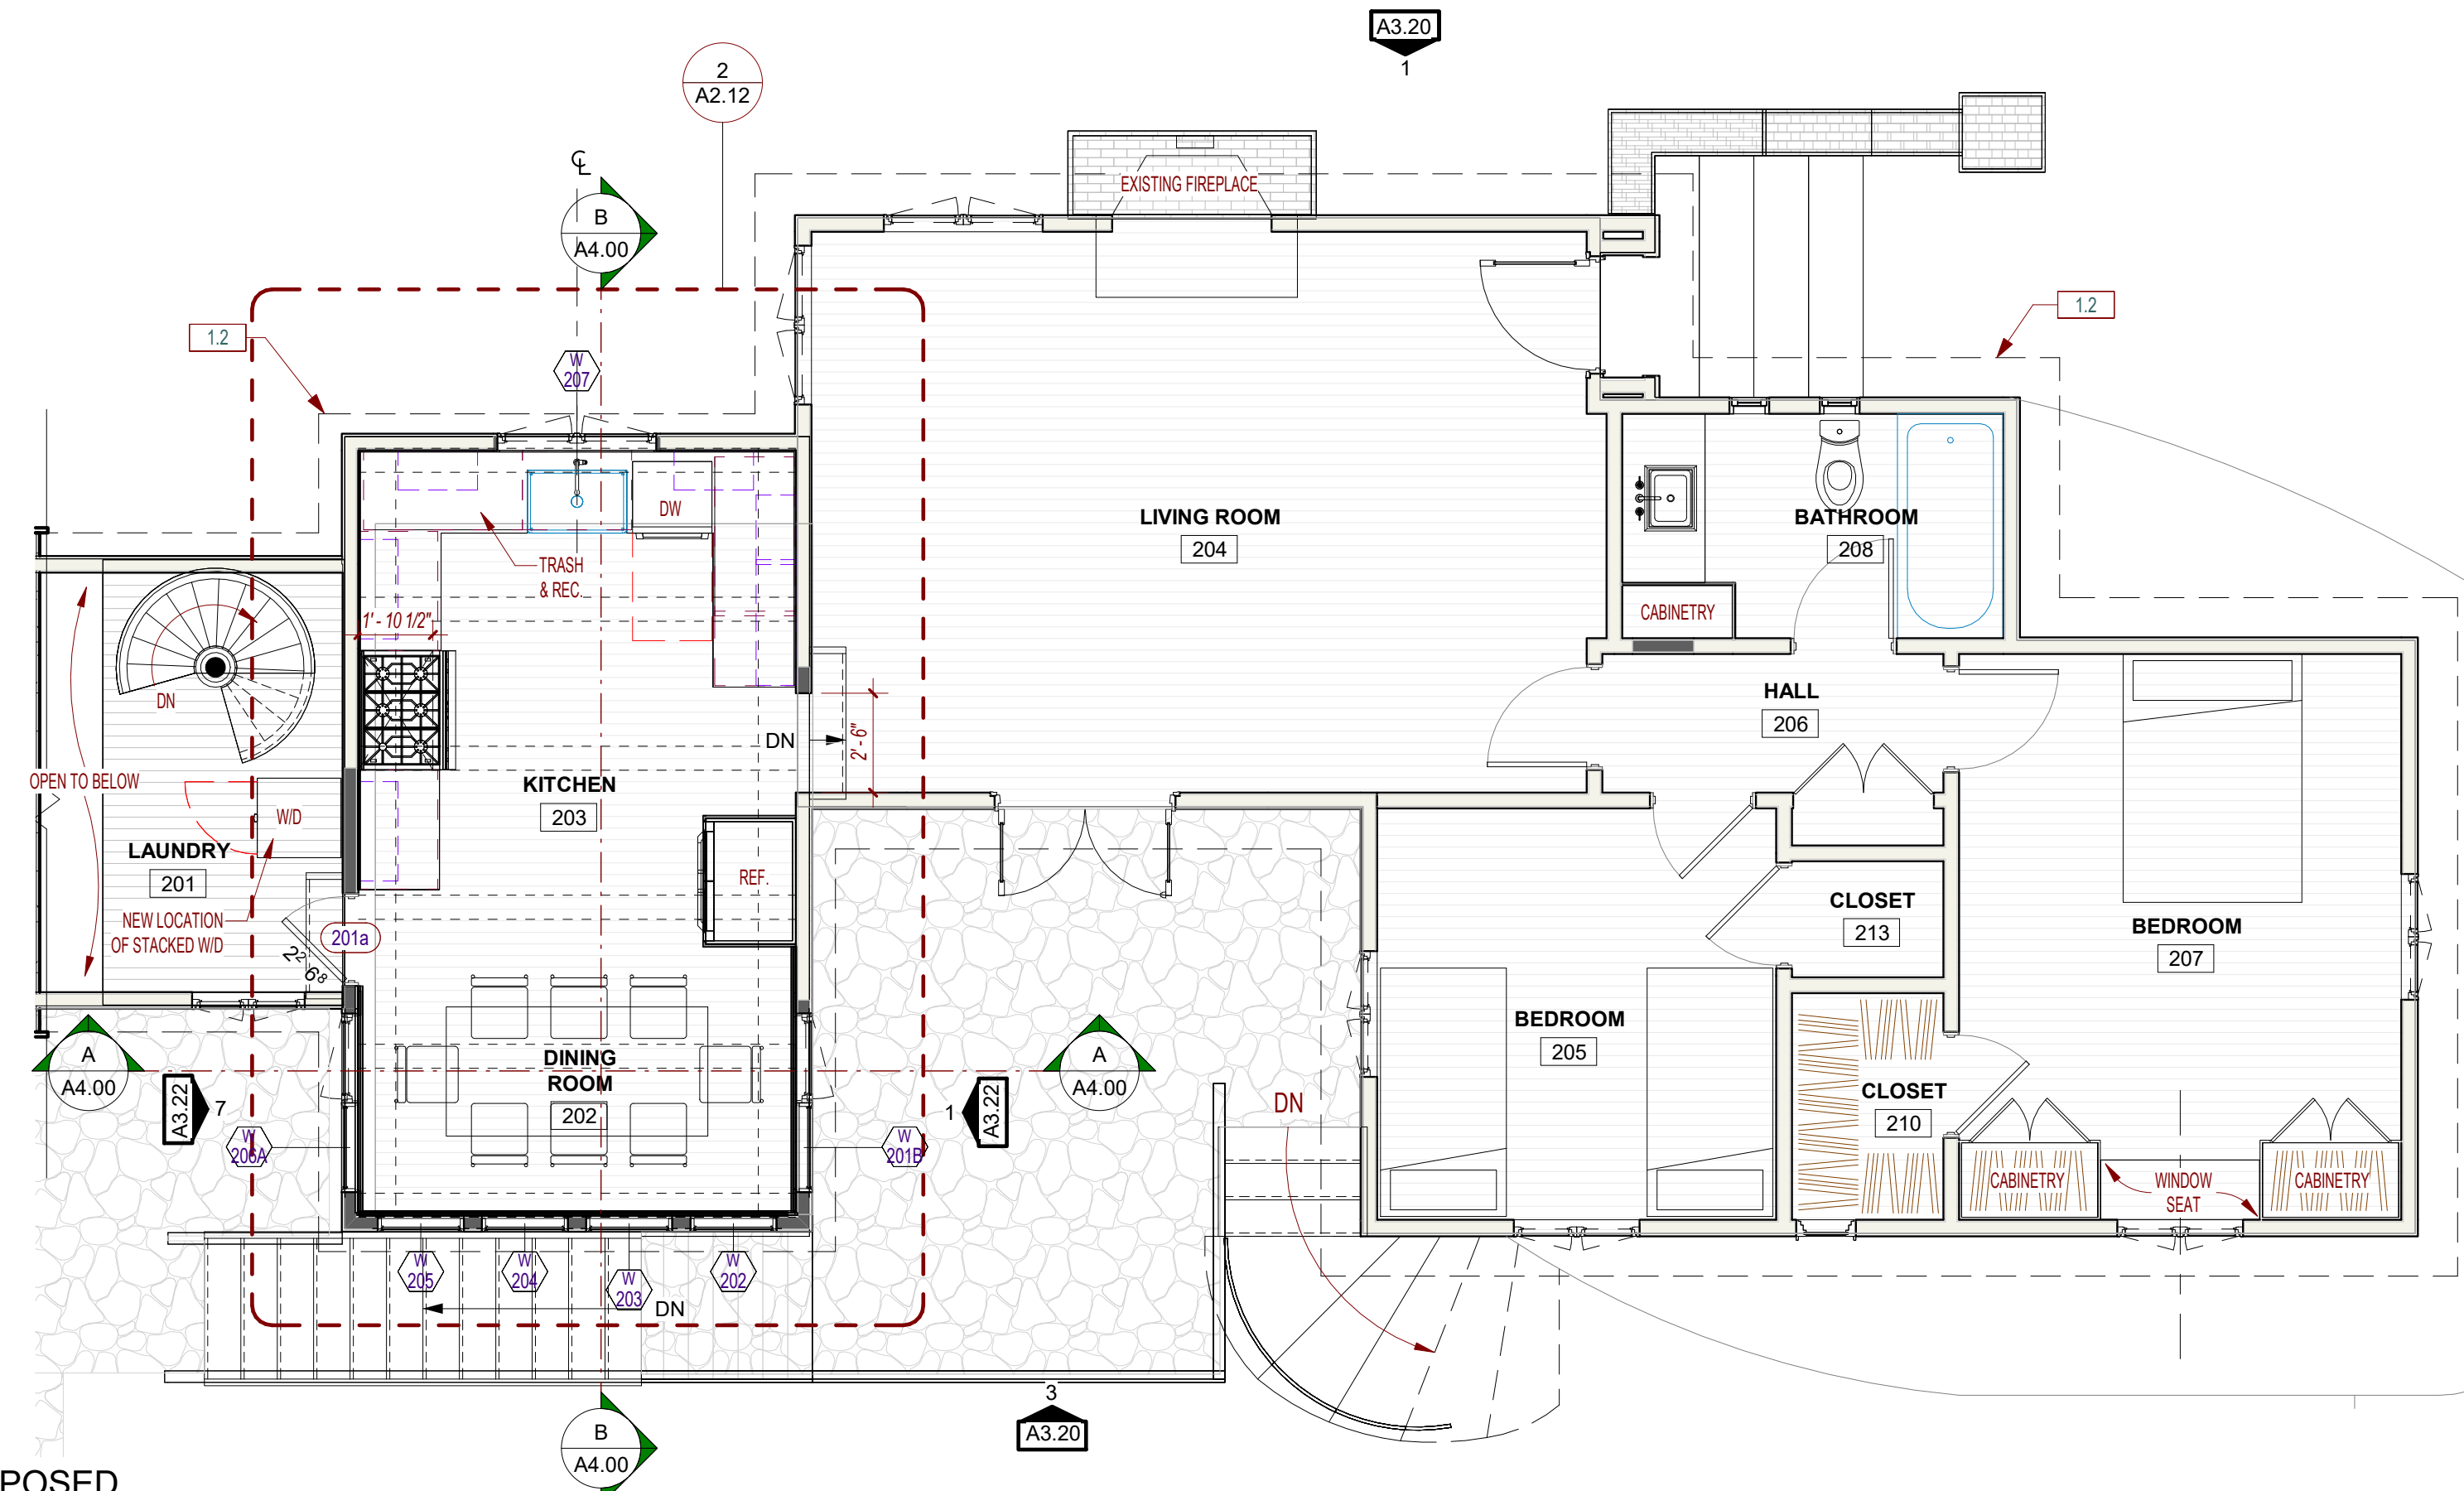 A3.20
1
2
A2.12
℄
B
A4.00
EXISTING FIREPLACE
1.2
1.2
W
207
DW
TRASH
& REC.
LIVING ROOM
204
BATHROOM
208
CABINETRY
1' - 10 1/2"
DN
HALL
206
DN
2' - 6"
OPEN TO BELOW
W/D
KITCHEN
203
LAUNDRY
201
REF.
NEW LOCATION
OF STACKED W/D
201a
2² 6⁸
CLOSET
213
BEDROOM
207
BEDROOM
205
A
A4.00
A3.22
7
DINING
ROOM
202
1
A3.22
A
A4.00
DN
CLOSET
210
W
206A
W
201B
CABINETRY
WINDOW
SEAT
CABINETRY
W
205
W
204
W
203
W
202
DN
3
A3.20
B
A4.00
POSED